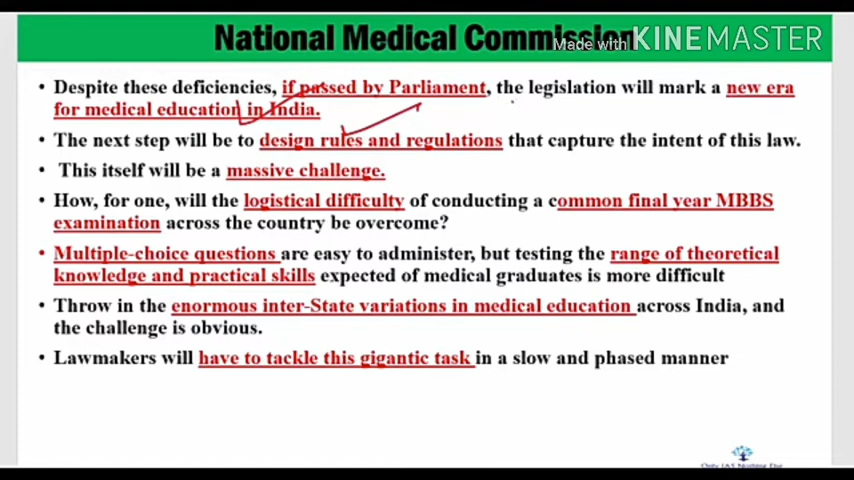 National Medical Commission
Made with KINEMASTER
• Despite these deficiencies, if passed by Parliament, the legislation will mark a new era
for medical education in India.
• The next step will be to design rules and regulations that capture the intent of this law.
• This itself will be a massive challenge.
• How, for one, will the logistical difficulty of conducting a common final year MBBS
examination across the country be overcome?
• Multiple-choice questions are easy to administer, but testing the range of theoretical
knowledge and practical skills expected of medical graduates is more difficult
• Throw in the enormous inter-State variations in medical education across India, and
the challenge is obvious.
• Lawmakers will have to tackle this gigantic task in a slow and phased manner